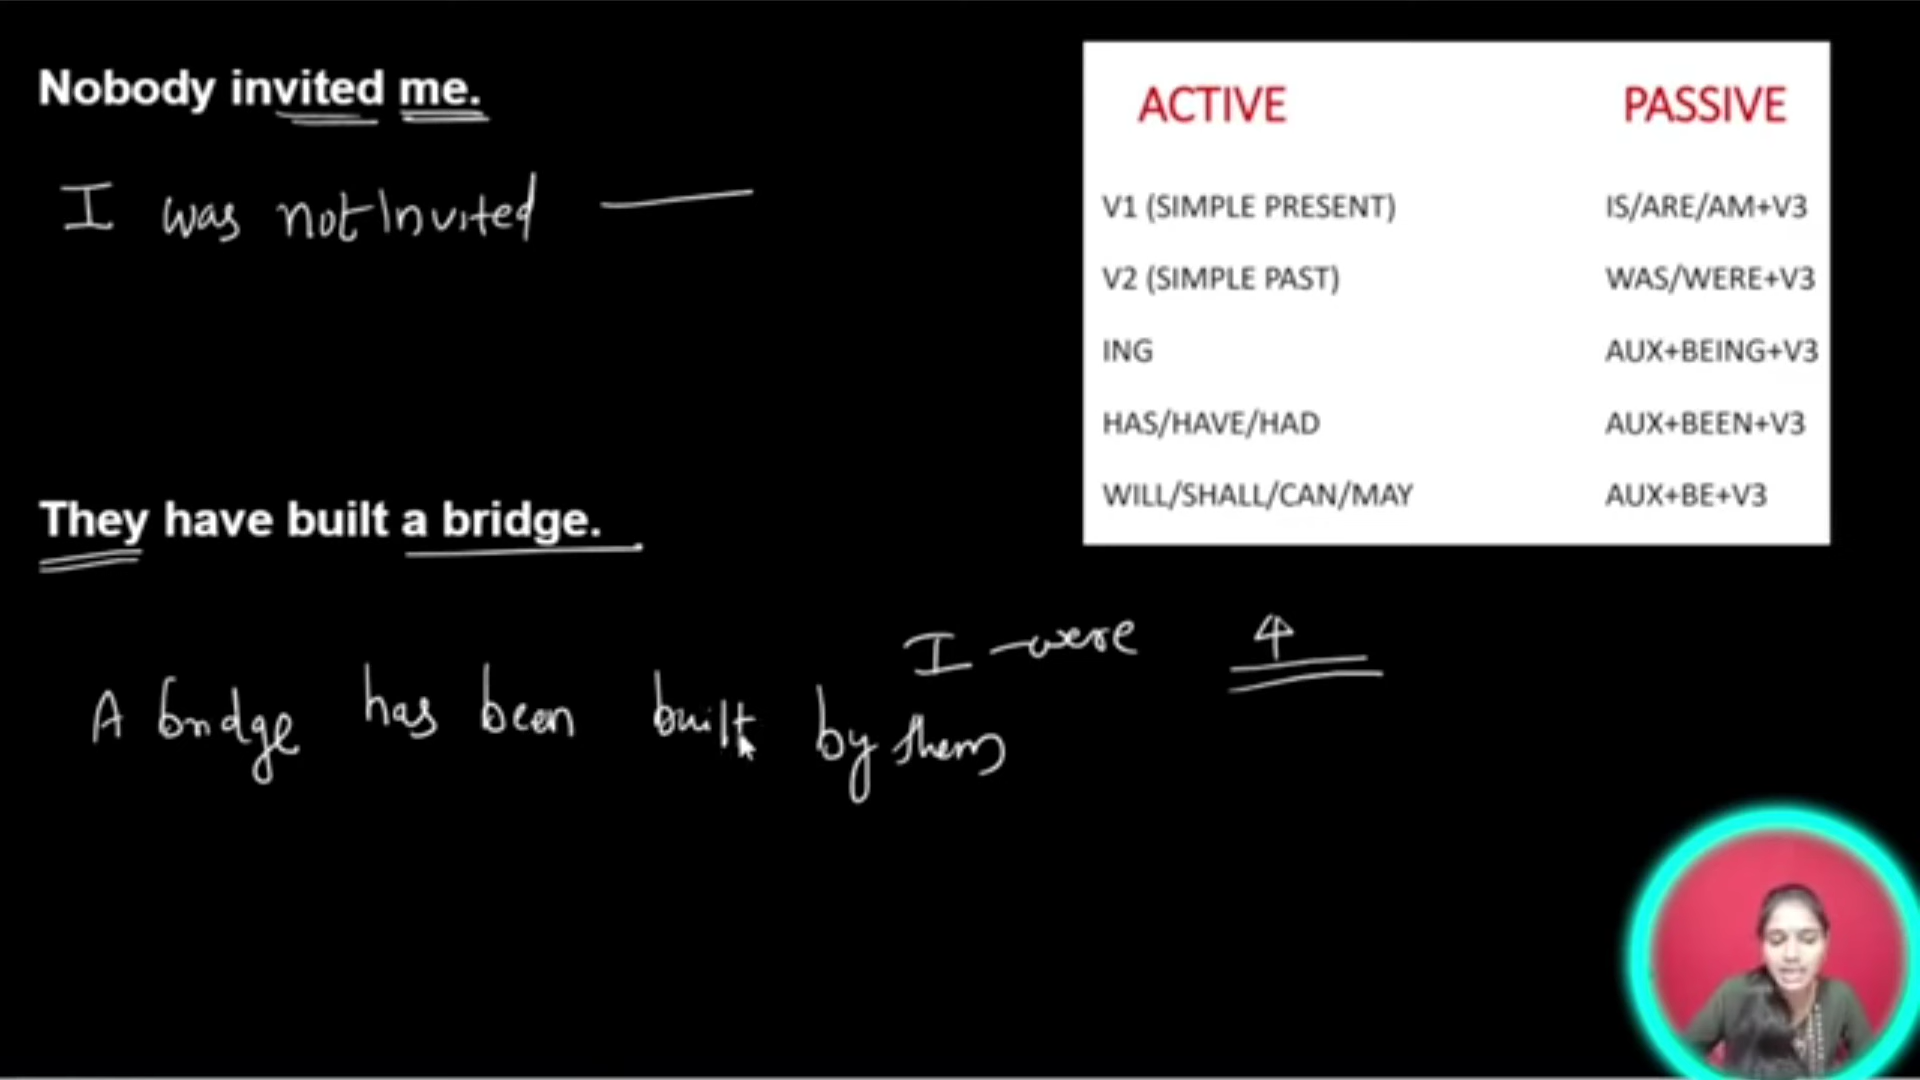 Nobody invited me.
I was not Invited
They have built a bridge.
A bridge has been built by them
I were 4
ACTIVE PASSIVE
V1 (SIMPLE PRESENT) IS/ARE/AM+V3
V2 (SIMPLE PAST) WAS/WERE+V3
ING AUX+BEING+V3
HAS/HAVE/HAD AUX+BEEN+V3
WILL/SHALL/CAN/MAY AUX+BE+V3